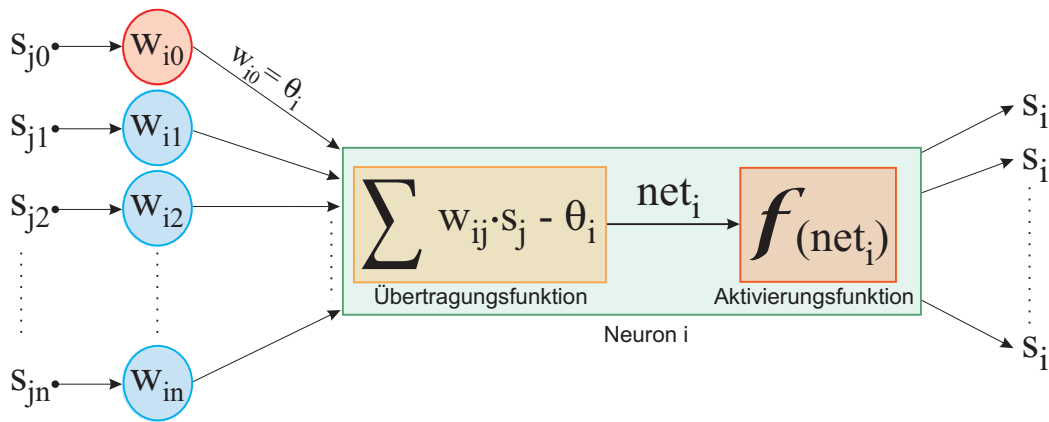 s_j0
w_i0
w_i0 = θ_i
s_j1
w_i1
s_j2
w_i2
s_jn
w_in
∑ w_ij·s_j - θ_i
Übertragungsfunktion
net_i
f(net_i)
Aktivierungsfunktion
Neuron i
s_i
s_i
s_i